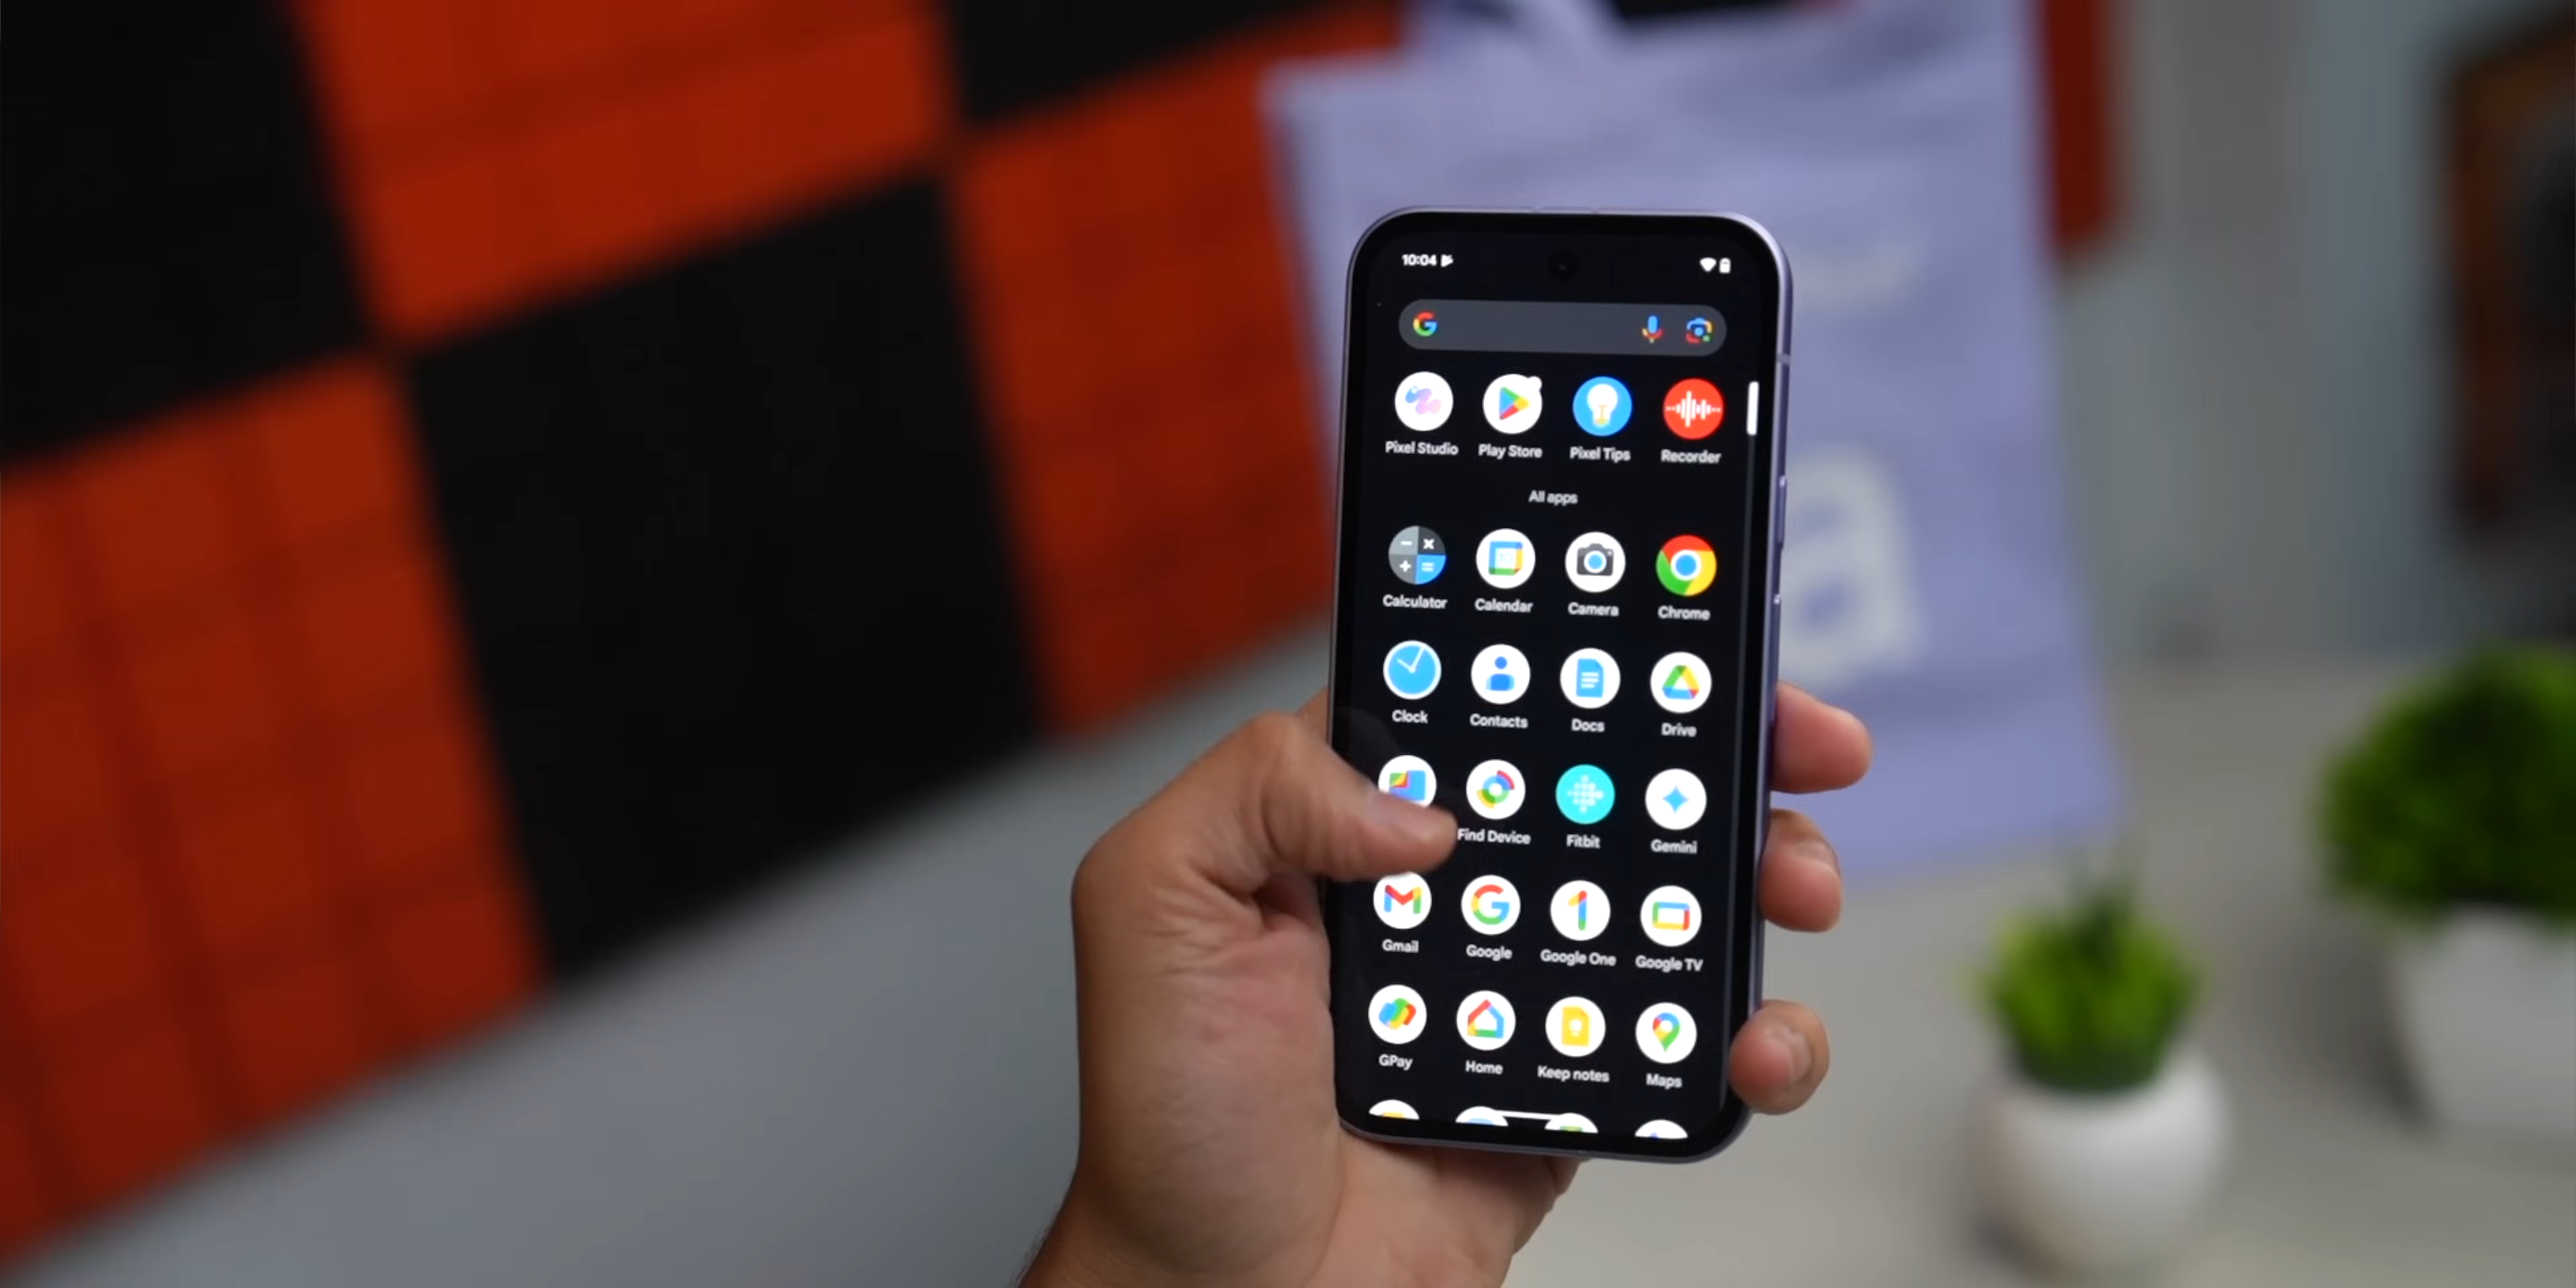 10:04
Pixel Studio Play Store Pixel Tips Recorder
All apps
Calculator Calendar Camera Chrome
Clock Contacts Docs Drive
Find Device Fitbit Gemini
Gmail Google Google One Google TV
GPay Home Keep notes Maps
a